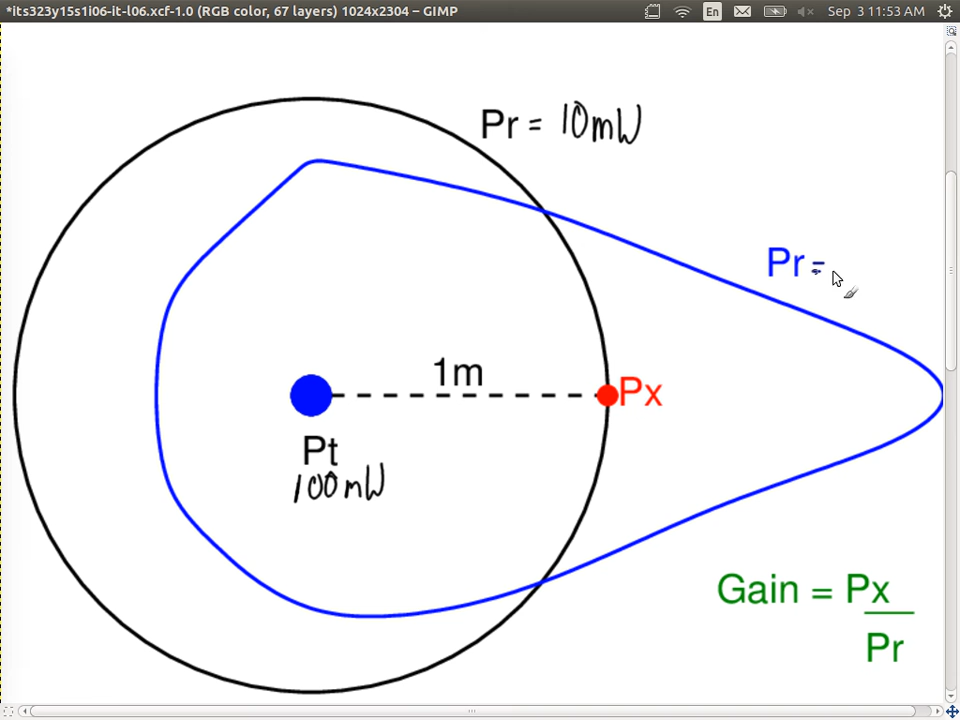 *its323y15s1i06-it-l06.xcf-1.0 (RGB color, 67 layers) 1024x2304 – GIMP
En
Sep 3 11:53 AM
Pr = 10mW
Pr =
1m
Px
Pt
100mW
Gain = Px
Pr